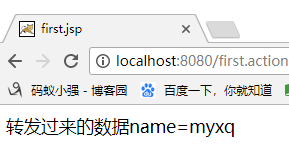 first.jsp
localhost:8080/first.action
码蚁小强 - 博客园 百度一下，你就知道
转发过来的数据name=myxq